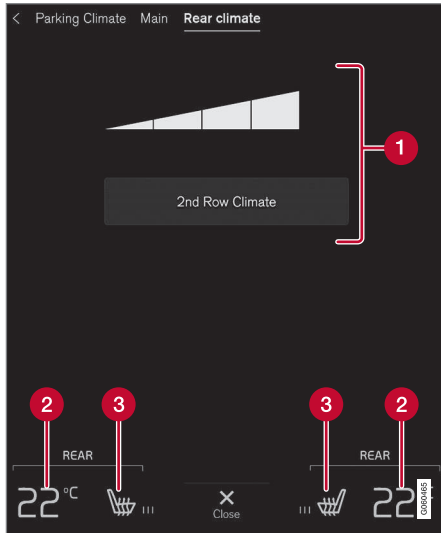 < Parking Climate Main Rear climate
1
2nd Row Climate
2 3 3 2
REAR REAR
22 °C 22
Close
G060465